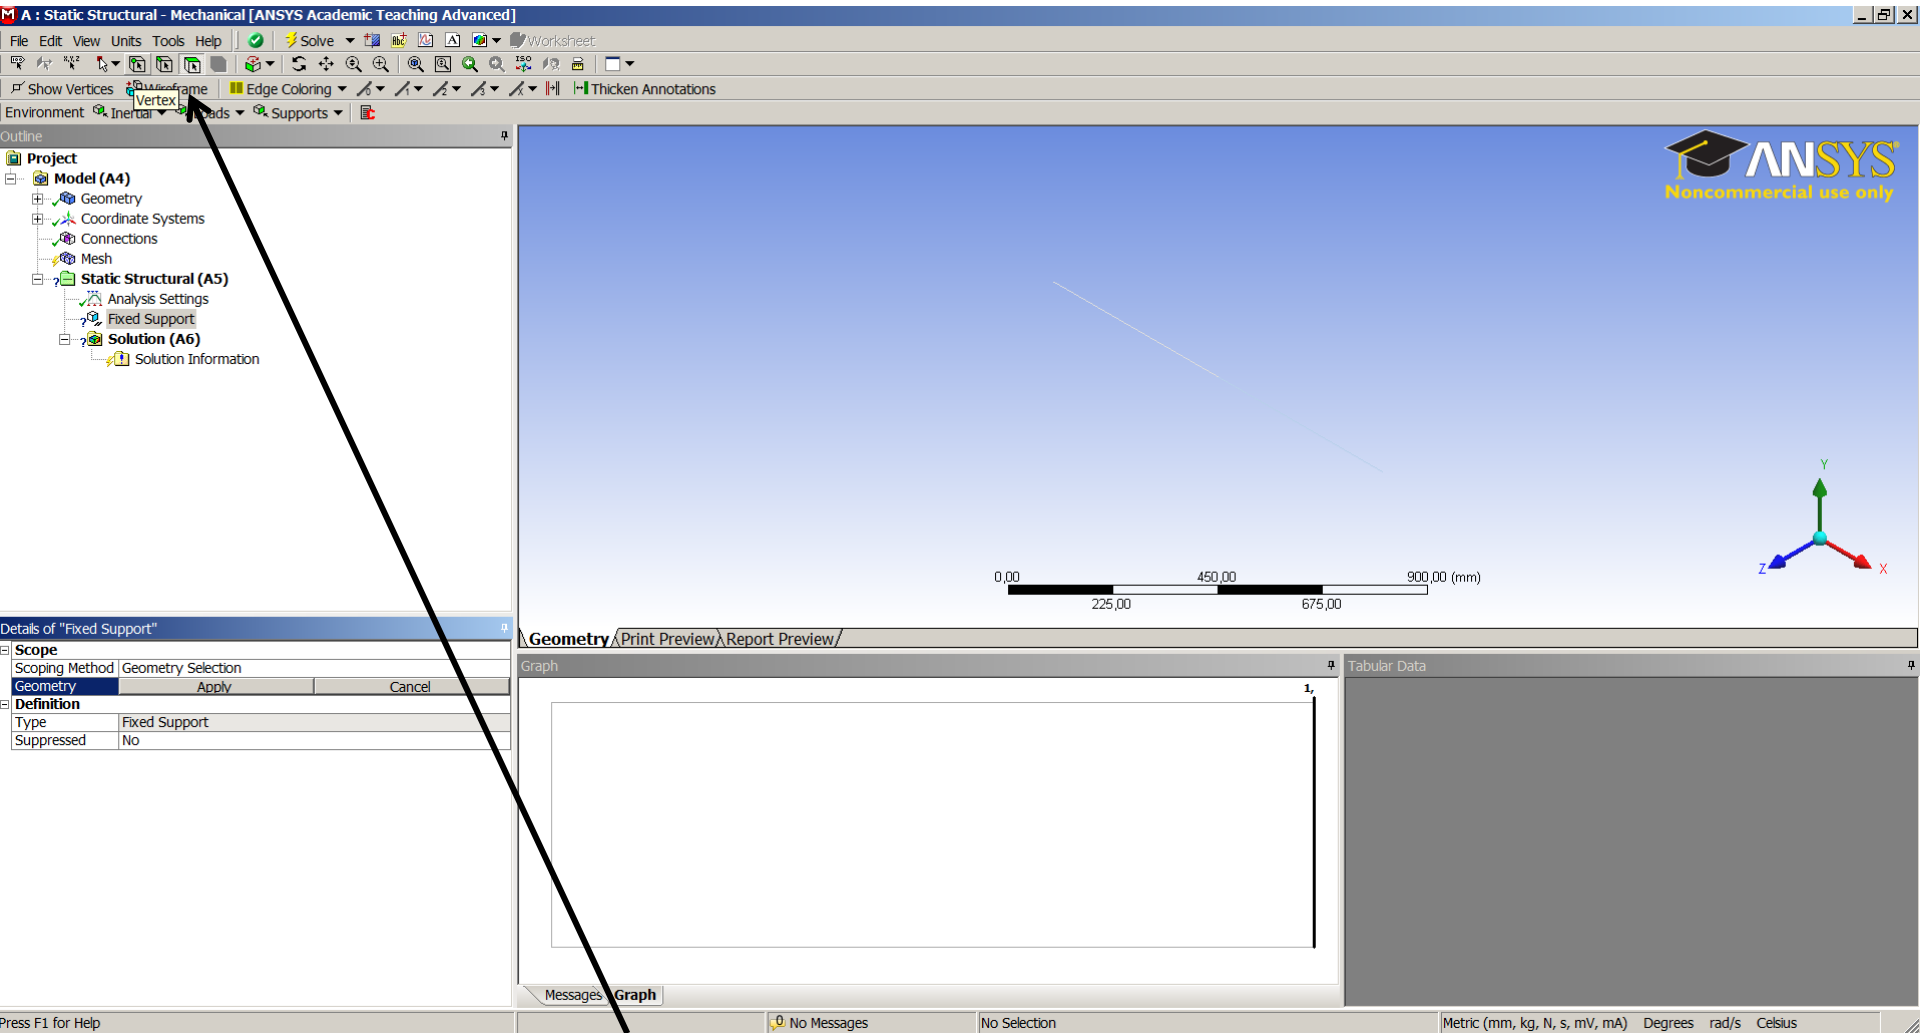 A : Static Structural - Mechanical [ANSYS Academic Teaching Advanced]
File Edit View Units Tools Help Solve Worksheet
Show Vertices Wireframe Edge Coloring Thicken Annotations
Vertex
Environment Inertial Loads Supports
Outline
Project
Model (A4)
Geometry
Coordinate Systems
Connections
Mesh
Static Structural (A5)
Analysis Settings
Fixed Support
Solution (A6)
Solution Information
ANSYS
Noncommercial use only
Y
Z
X
0,00 450,00 900,00 (mm)
225,00 675,00
Geometry Print Preview Report Preview
Details of "Fixed Support"
Scope
Scoping Method Geometry Selection
Geometry Apply Cancel
Definition
Type Fixed Support
Suppressed No
Graph
1,
Messages Graph
Tabular Data
Press F1 for Help
0 No Messages
No Selection
Metric (mm, kg, N, s, mV, mA) Degrees rad/s Celsius